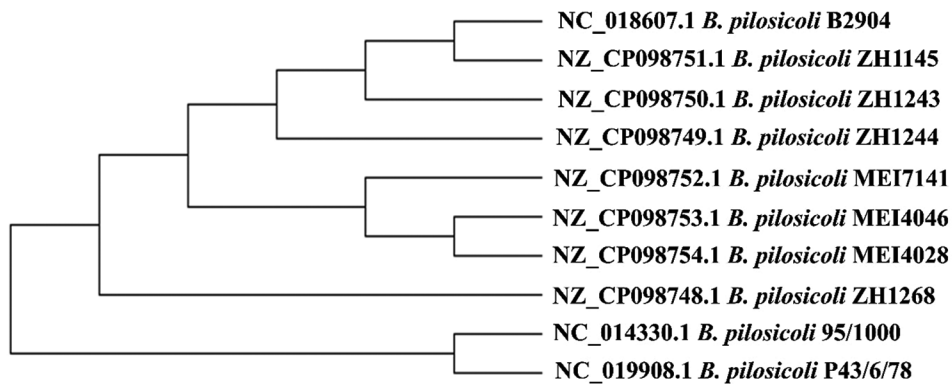 NC_018607.1 B. pilosicoli B2904
NZ_CP098751.1 B. pilosicoli ZH1145
NZ_CP098750.1 B. pilosicoli ZH1243
NZ_CP098749.1 B. pilosicoli ZH1244
NZ_CP098752.1 B. pilosicoli MEI7141
NZ_CP098753.1 B. pilosicoli MEI4046
NZ_CP098754.1 B. pilosicoli MEI4028
NZ_CP098748.1 B. pilosicoli ZH1268
NC_014330.1 B. pilosicoli 95/1000
NC_019908.1 B. pilosicoli P43/6/78